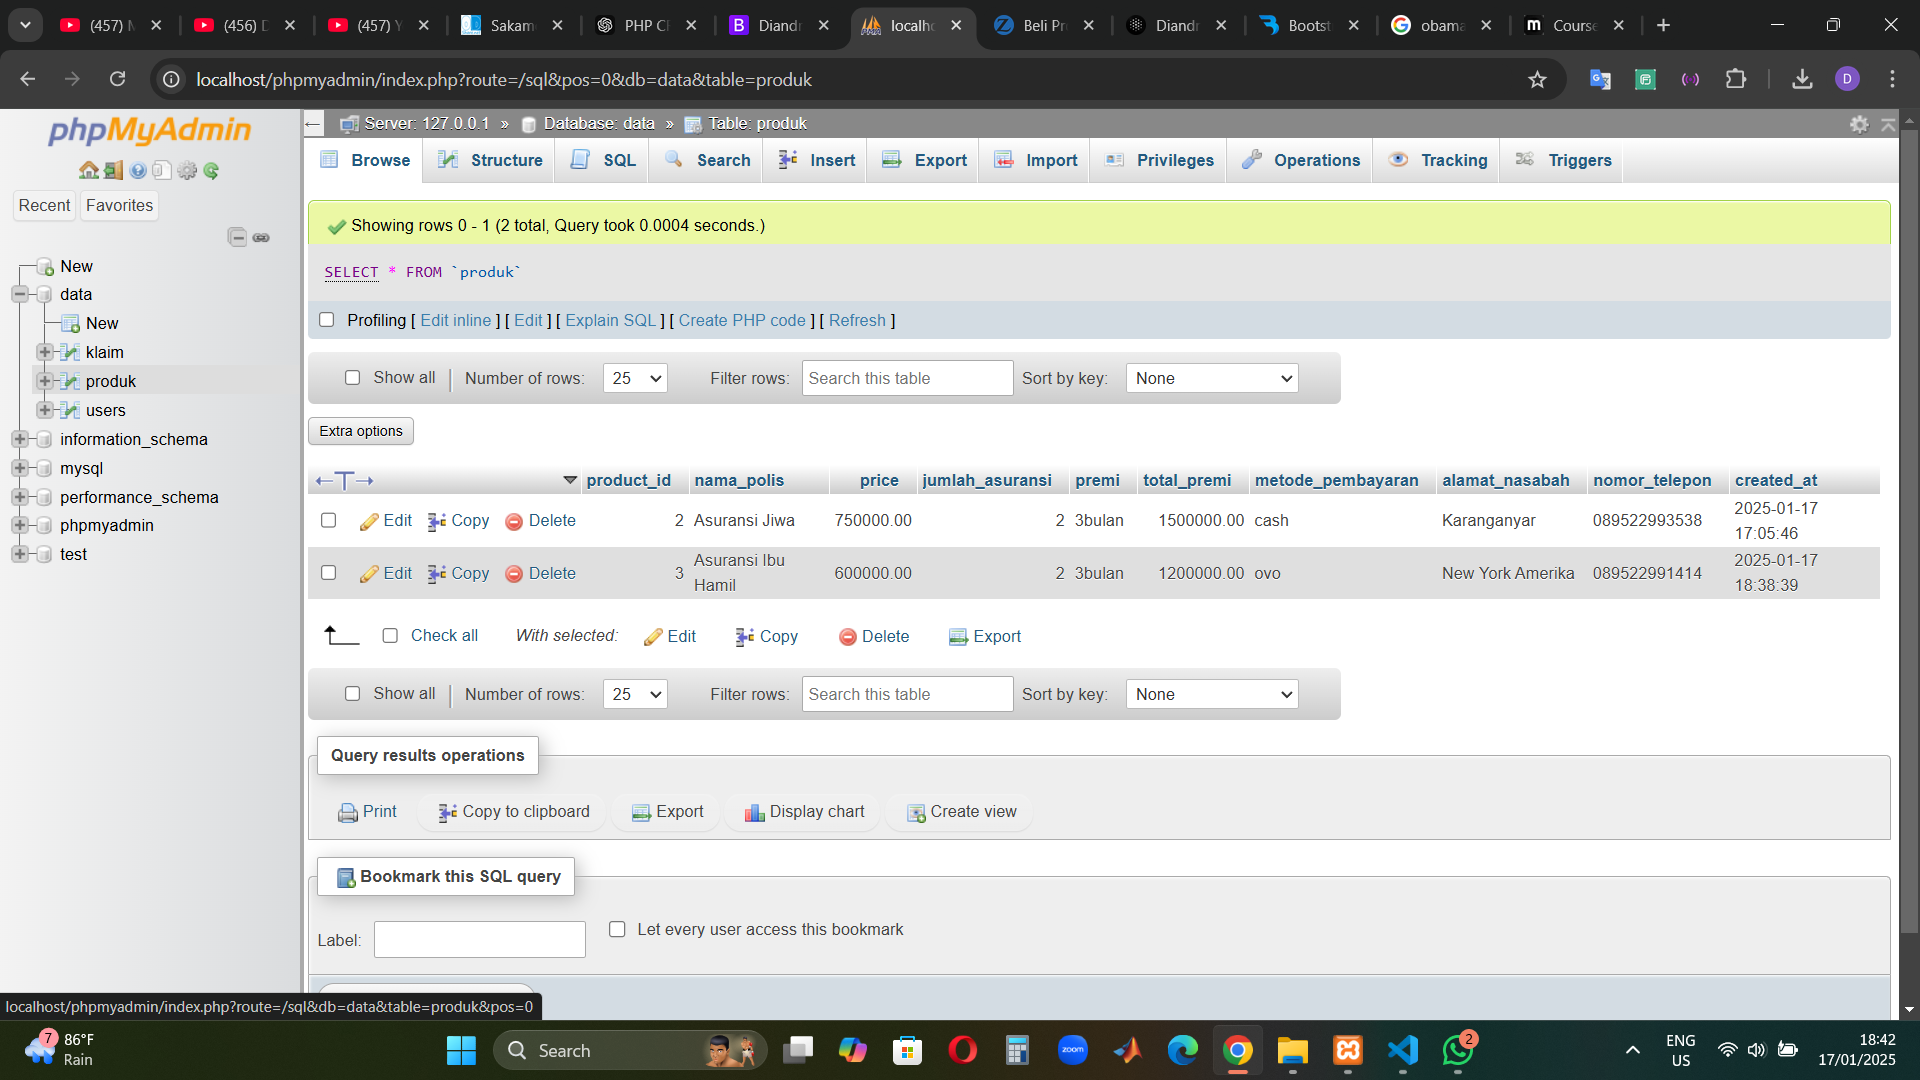 (457) M
(456) D
(457) Y
Sakam
PHP C
Diandr
localho
Beli Pr
Diandr
Bootst
obama
Course
localhost/phpmyadmin/index.php?route=/sql&pos=0&db=data&table=produk
D
phpMyAdmin
Recent
Favorites
New
data
New
klaim
produk
users
information_schema
mysql
performance_schema
phpmyadmin
test
Server: 127.0.0.1 » Database: data » Table: produk
Browse
Structure
SQL
Search
Insert
Export
Import
Privileges
Operations
Tracking
Triggers
Showing rows 0 - 1 (2 total, Query took 0.0004 seconds.)
SELECT * FROM `produk`
Profiling [ Edit inline ] [ Edit ] [ Explain SQL ] [ Create PHP code ] [ Refresh ]
Show all | Number of rows: 25 Filter rows: Search this table Sort by key: None
Extra options
product_id nama_polis price jumlah_asuransi premi total_premi metode_pembayaran alamat_nasabah nomor_telepon created_at
Edit Copy Delete 2 Asuransi Jiwa 750000.00 2 3bulan 1500000.00 cash Karanganyar 089522993538 2025-01-17
17:05:46
Edit Copy Delete 3 Asuransi Ibu Hamil 600000.00 2 3bulan 1200000.00 ovo New York Amerika 089522991414 2025-01-17
18:38:39
Check all With selected: Edit Copy Delete Export
Show all | Number of rows: 25 Filter rows: Search this table Sort by key: None
Query results operations
Print Copy to clipboard Export Display chart Create view
Bookmark this SQL query
Label: Let every user access this bookmark
localhost/phpmyadmin/index.php?route=/sql&db=data&table=produk&pos=0
7
86°F
Rain
Search
zoom
2
ENG
US
18:42
17/01/2025